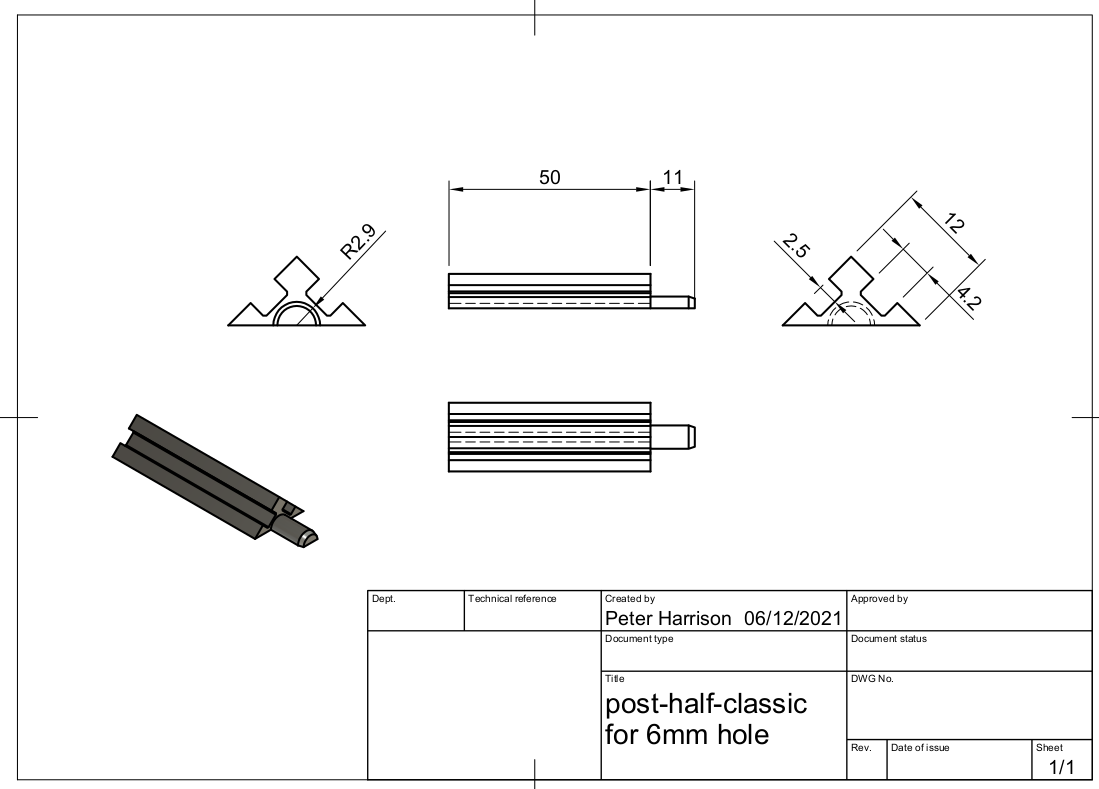 50
11
R2.9
2.5
12
4.2
Dept.
Technical reference
Created by
Approved by
Peter Harrison 06/12/2021
Document type
Document status
Title
DWG No.
post-half-classic
for 6mm hole
Rev.
Date of issue
Sheet
1/1